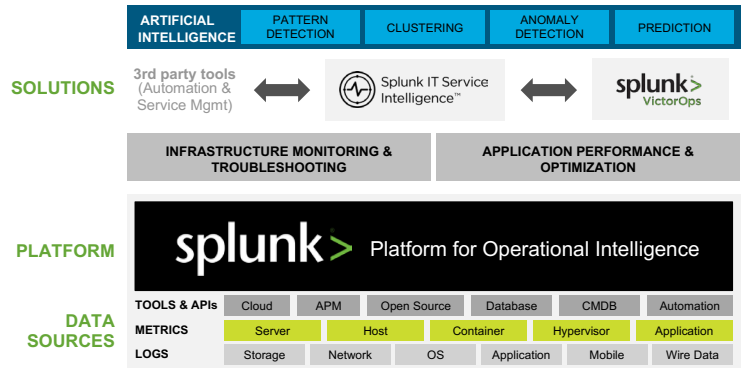 ARTIFICIAL INTELLIGENCE
PATTERN DETECTION
CLUSTERING
ANOMALY DETECTION
PREDICTION
SOLUTIONS
3rd party tools
(Automation &
Service Mgmt)
Splunk IT Service
Intelligence™
splunk>
VictorOps
INFRASTRUCTURE MONITORING &
TROUBLESHOOTING
APPLICATION PERFORMANCE &
OPTIMIZATION
PLATFORM
splunk> Platform for Operational Intelligence
DATA
SOURCES
TOOLS & APIs Cloud APM Open Source Database CMDB Automation
METRICS Server Host Container Hypervisor Application
LOGS Storage Network OS Application Mobile Wire Data